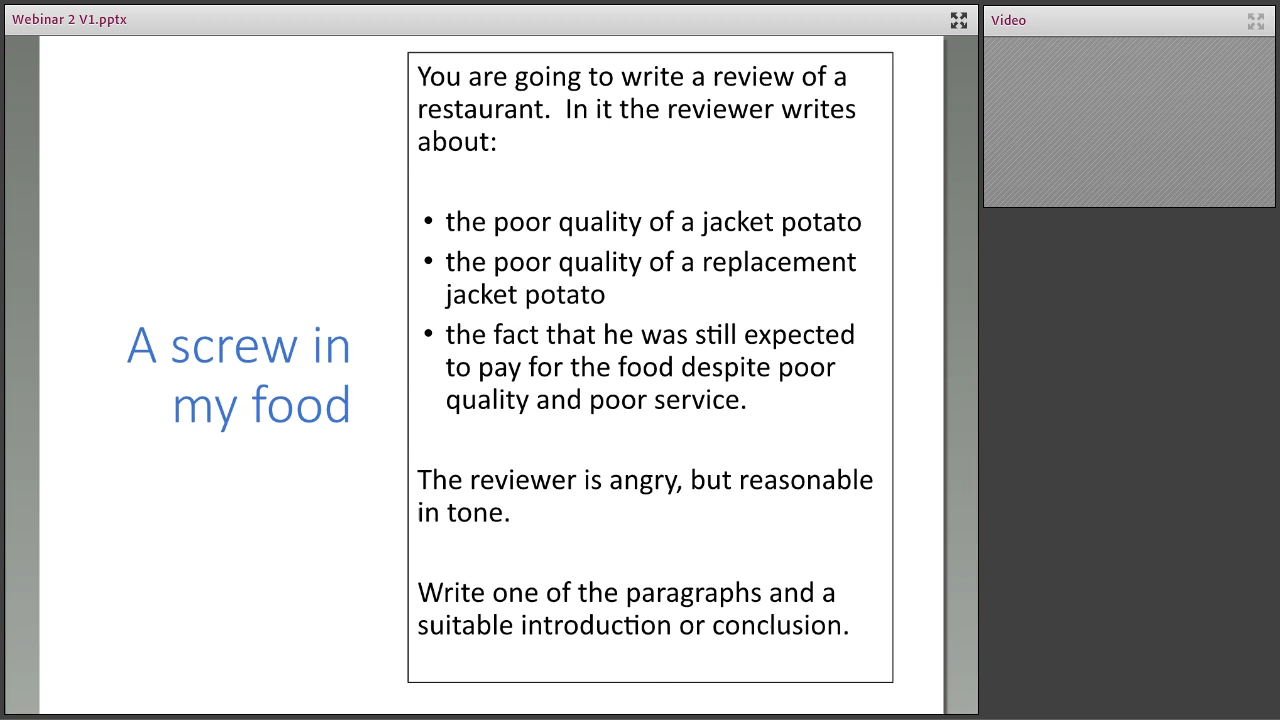 Webinar 2 V1.pptx
Video
A screw in
my food
You are going to write a review of a
restaurant.  In it the reviewer writes
about:
• the poor quality of a jacket potato
• the poor quality of a replacement
jacket potato
• the fact that he was still expected
to pay for the food despite poor
quality and poor service.
The reviewer is angry, but reasonable
in tone.
Write one of the paragraphs and a
suitable introduction or conclusion.